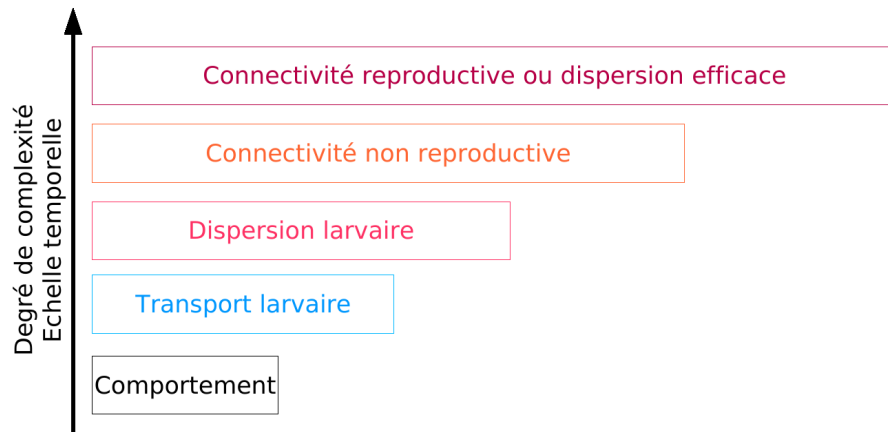 Degré de complexité
Echelle temporelle
Connectivité reproductive ou dispersion efficace
Connectivité non reproductive
Dispersion larvaire
Transport larvaire
Comportement